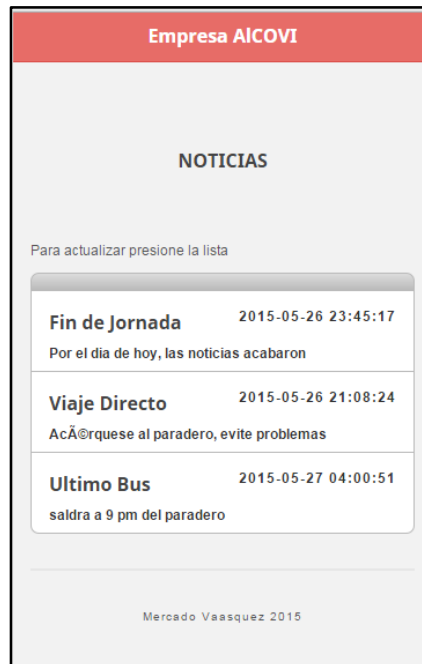 Empresa AlCOVI
NOTICIAS
Para actualizar presione la lista
Fin de Jornada 2015-05-26 23:45:17
Por el dia de hoy, las noticias acabaron
Viaje Directo 2015-05-26 21:08:24
AcÃ©rquese al paradero, evite problemas
Ultimo Bus 2015-05-27 04:00:51
saldra a 9 pm del paradero
Mercado Vaasquez 2015